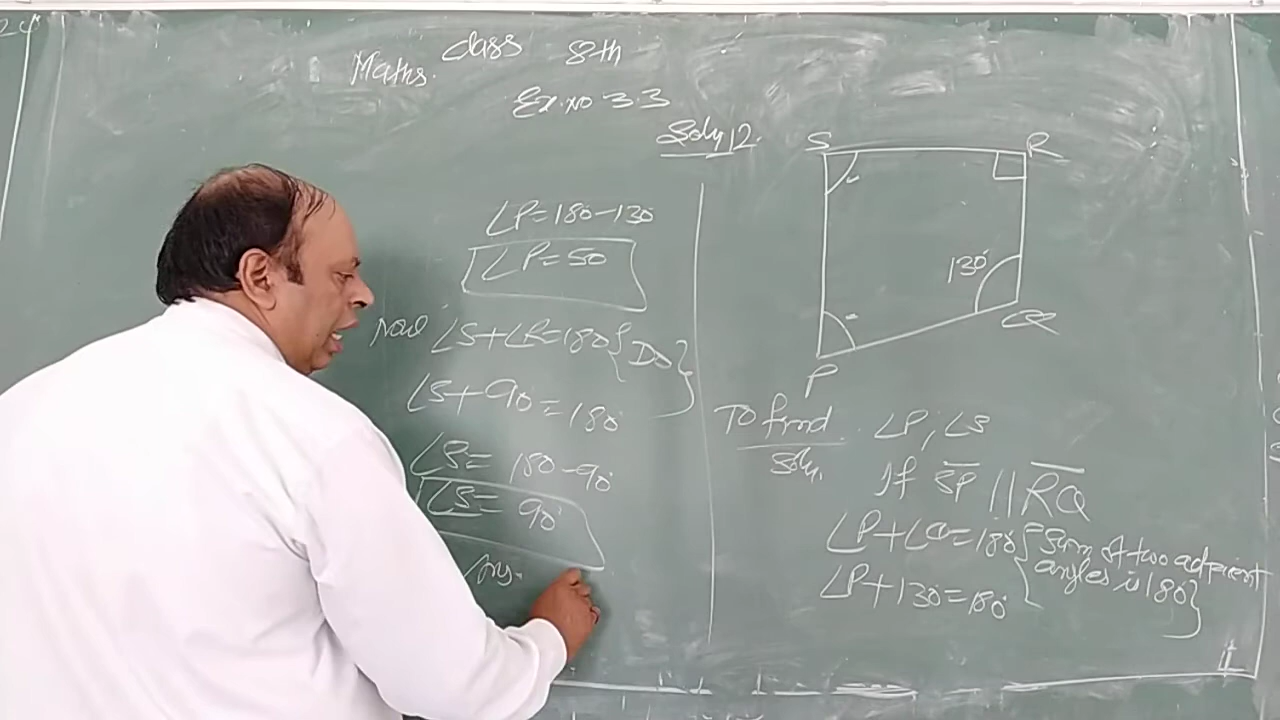 Maths. Class 8th
Ex. no 3.3
Soln 12.
S R
130°
Q
P
To find. ∠P, ∠S
Soln.
If SP || RQ
∠P+∠Q=180° {Sum of two adjacent
angles is 180°}
∠P+130°=180°
∠P=180°-130°
∠P=50°
Now ∠S+∠R=180° {Do}
∠S+90°=180°
∠S=180-90°
∠S=90°
Ans.